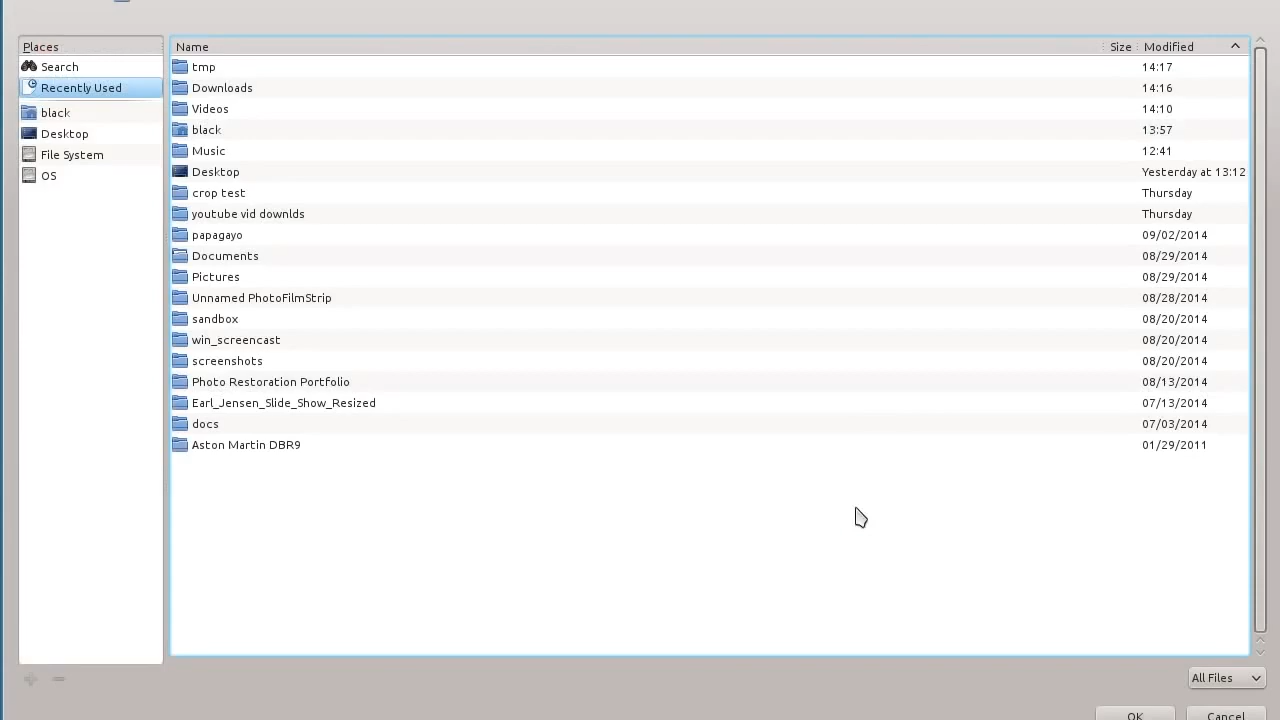 Places
Search
Recently Used
black
Desktop
File System
OS
Name Size Modified
tmp 14:17
Downloads 14:16
Videos 14:10
black 13:57
Music 12:41
Desktop Yesterday at 13:12
crop test Thursday
youtube vid downlds Thursday
papagayo 09/02/2014
Documents 08/29/2014
Pictures 08/29/2014
Unnamed PhotoFilmStrip 08/28/2014
sandbox 08/20/2014
win_screencast 08/20/2014
screenshots 08/20/2014
Photo Restoration Portfolio 08/13/2014
Earl_Jensen_Slide_Show_Resized 07/13/2014
docs 07/03/2014
Aston Martin DBR9 01/29/2011
All Files
OK Cancel